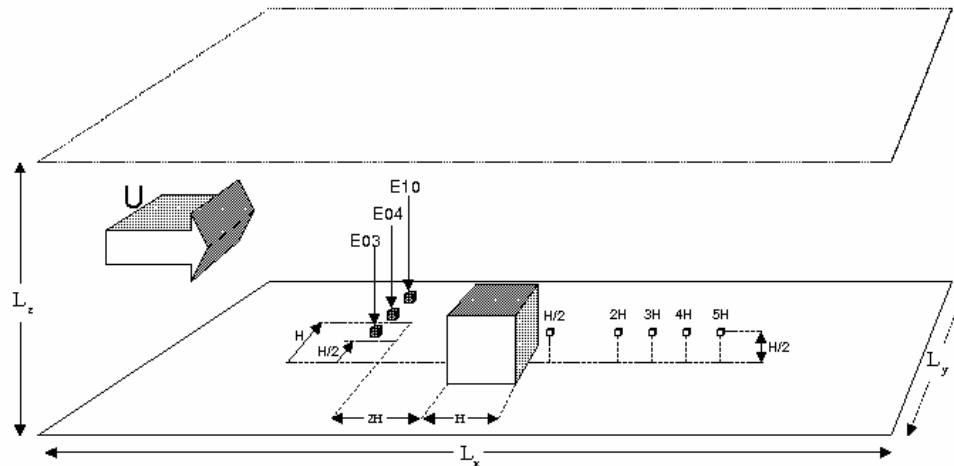 U
E10
E04
E03
L_z
H/2 2H 3H 4H 5H
H
H/2
H/2
L_y
2H H
L_x